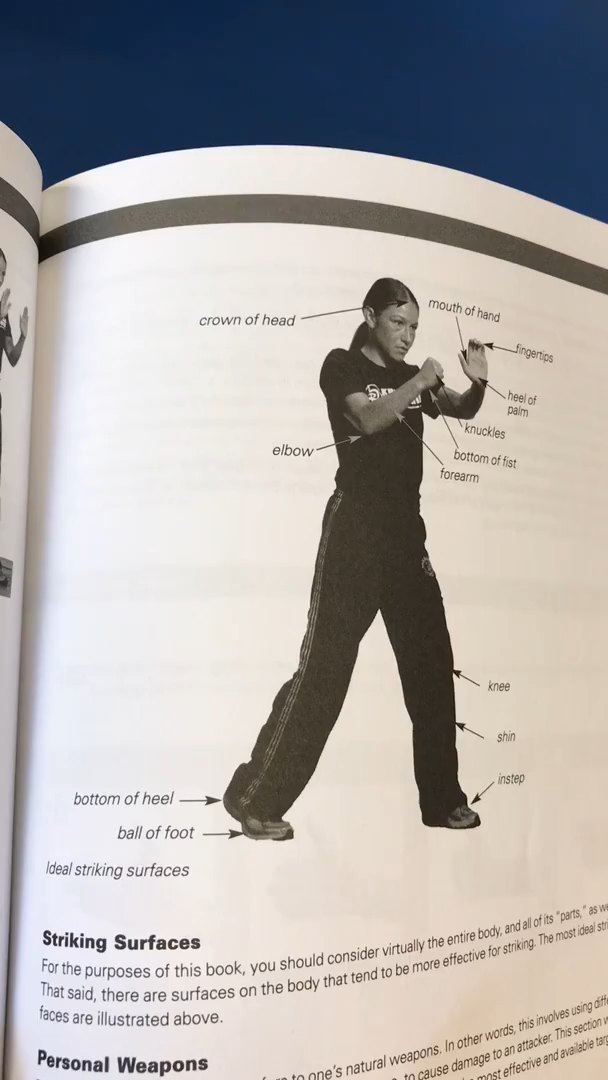 crown of head
mouth of hand
fingertips
heel of
palm
knuckles
bottom of fist
forearm
elbow
knee
shin
instep
bottom of heel
ball of foot
Ideal striking surfaces
Striking Surfaces
For the purposes of this book, you should consider virtually the entire body, and all of its "parts," as
That said, there are surfaces on the body that tend to be more effective for striking. The most ideal
faces are illustrated above.
Personal Weapons
to one's natural weapons. In other words, this involves using
to cause damage to an attacker. This section
most effective and available